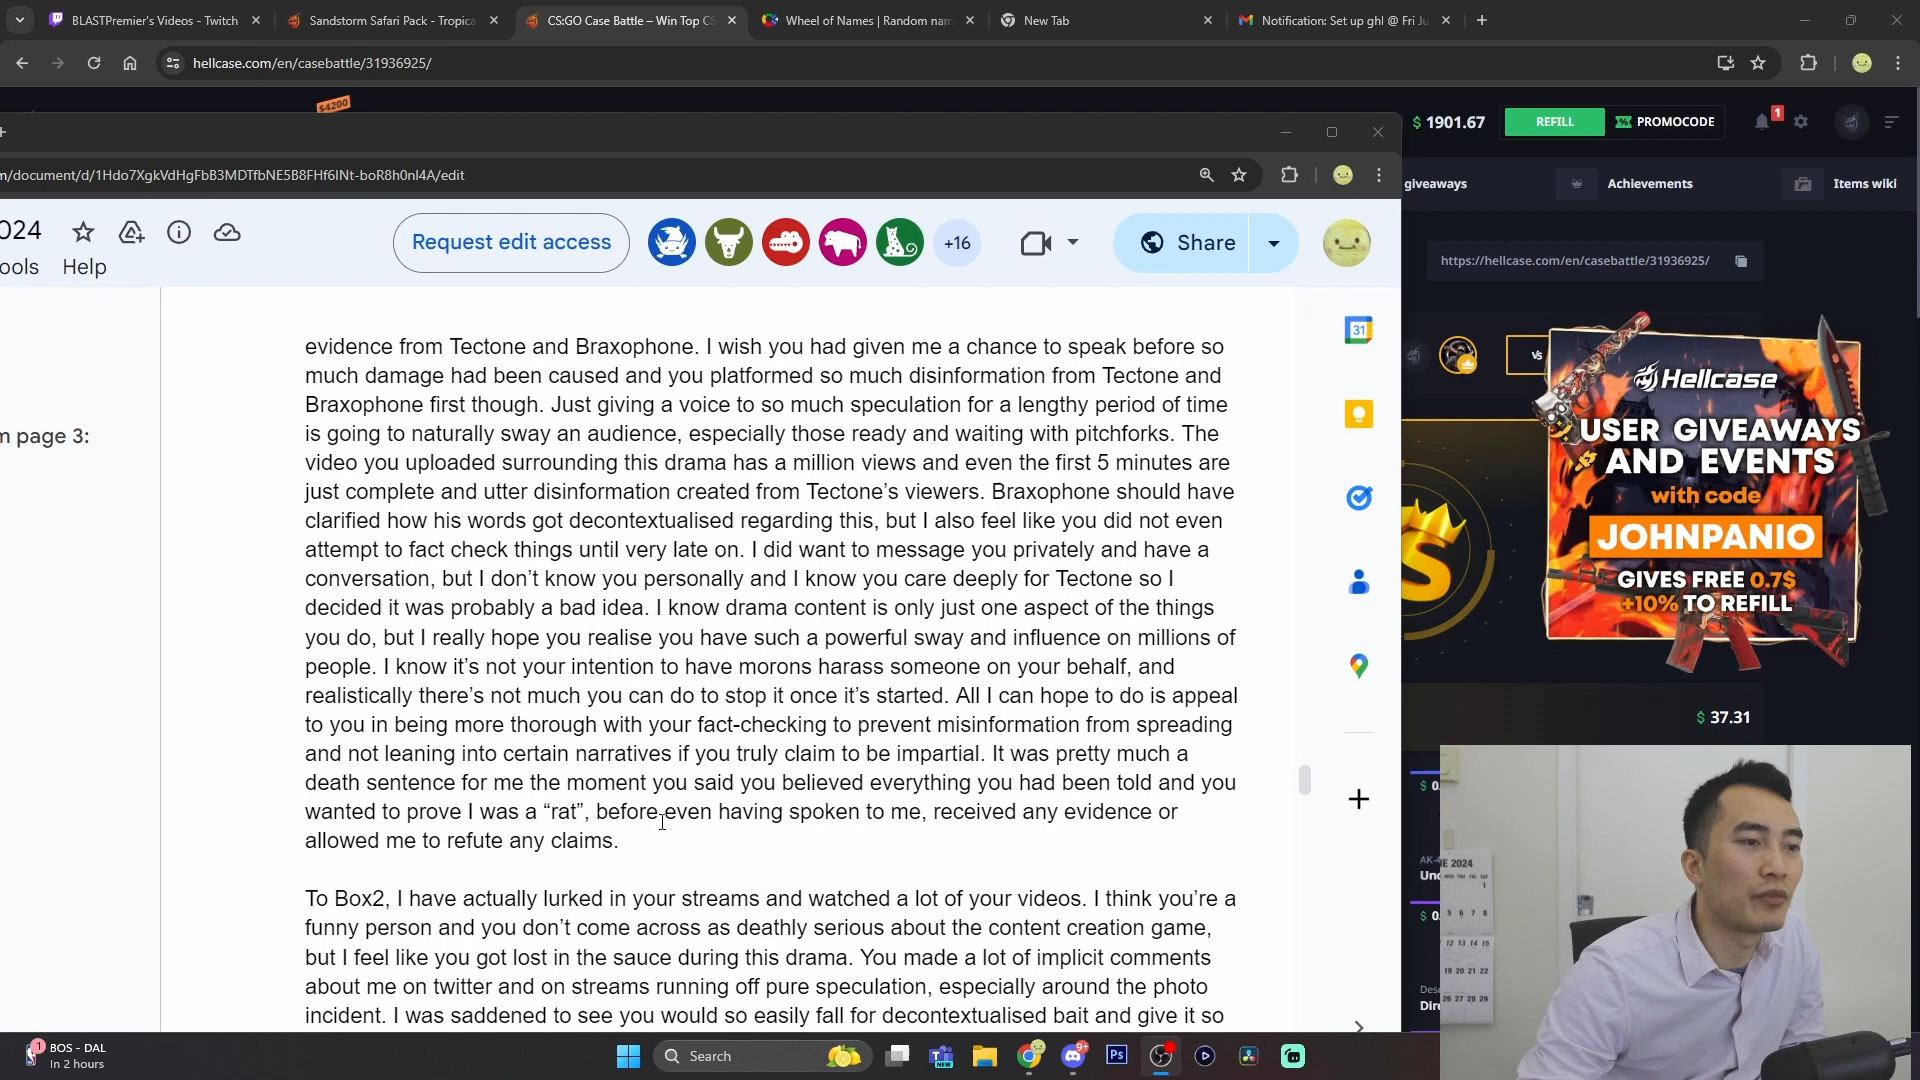 BLASTPremier's Videos - Twitch
Sandstorm Safari Pack - Tropica
CS:GO Case Battle – Win Top CS
Wheel of Names | Random nam
New Tab
Notification: Set up ghl @ Fri Ju
hellcase.com/en/casebattle/31936925/
$4200
$ 1901.67
REFILL
PROMOCODE
1
m/document/d/1Hdo7XgkVdHgFbB3MDTfbNE5B8FHf6INt-boR8h0nI4A/edit
giveaways
Achievements
Items wiki
024
ools
Help
Request edit access
+16
Share
https://hellcase.com/en/casebattle/31936925/
31
m page 3:
evidence from Tectone and Braxophone. I wish you had given me a chance to speak before so
much damage had been caused and you platformed so much disinformation from Tectone and
Braxophone first though. Just giving a voice to so much speculation for a lengthy period of time
is going to naturally sway an audience, especially those ready and waiting with pitchforks. The
video you uploaded surrounding this drama has a million views and even the first 5 minutes are
just complete and utter disinformation created from Tectone's viewers. Braxophone should have
clarified how his words got decontextualised regarding this, but I also feel like you did not even
attempt to fact check things until very late on. I did want to message you privately and have a
conversation, but I don't know you personally and I know you care deeply for Tectone so I
decided it was probably a bad idea. I know drama content is only just one aspect of the things
you do, but I really hope you realise you have such a powerful sway and influence on millions of
people. I know it's not your intention to have morons harass someone on your behalf, and
realistically there's not much you can do to stop it once it's started. All I can hope to do is appeal
to you in being more thorough with your fact-checking to prevent misinformation from spreading
and not leaning into certain narratives if you truly claim to be impartial. It was pretty much a
death sentence for me the moment you said you believed everything you had been told and you
wanted to prove I was a “rat”, before even having spoken to me, received any evidence or
allowed me to refute any claims.
To Box2, I have actually lurked in your streams and watched a lot of your videos. I think you're a
funny person and you don't come across as deathly serious about the content creation game,
but I feel like you got lost in the sauce during this drama. You made a lot of implicit comments
about me on twitter and on streams running off pure speculation, especially around the photo
incident. I was saddened to see you would so easily fall for decontextualised bait and give it so
VS
Hellcase
USER GIVEAWAYS
AND EVENTS
with code
JOHNPANIO
GIVES FREE 0.7$
+10% TO REFILL
$ 37.31
$ 0.
AK-4
Un
$ 0.
Des
Dir
E 2024
1
BOS - DAL
In 2 hours
1
Search
NEW
9+
Ps